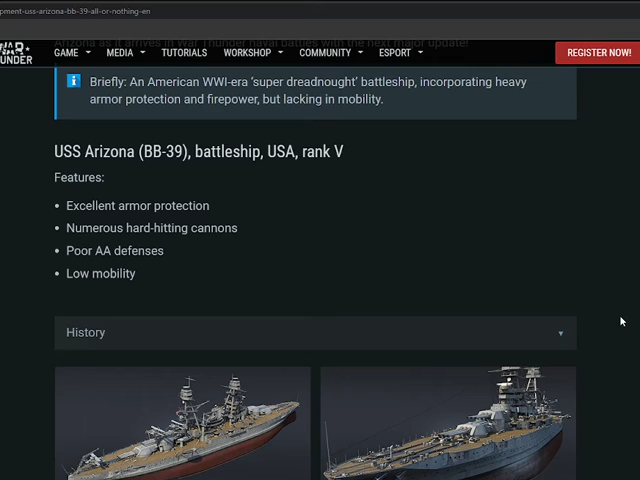 pment-uss-arizona-bb-39-all-or-nothing-en
Arizona as it arrives in War Thunder naval battles with the next major update!
WAR
THUNDER
GAME MEDIA TUTORIALS WORKSHOP COMMUNITY ESPORT REGISTER NOW!
Briefly: An American WWI-era ‘super dreadnought’ battleship, incorporating heavy
armor protection and firepower, but lacking in mobility.
USS Arizona (BB-39), battleship, USA, rank V
Features:
• Excellent armor protection
• Numerous hard-hitting cannons
• Poor AA defenses
• Low mobility
History